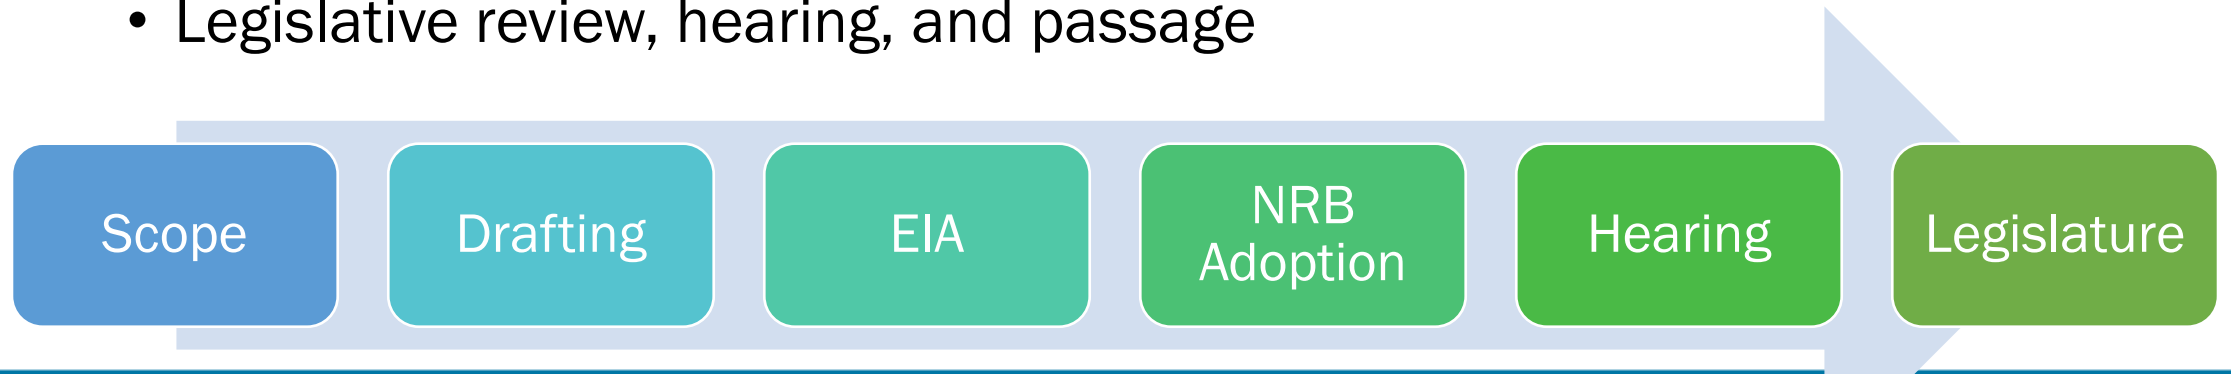 • Legislative review, hearing, and passage
Scope
Drafting
EIA
NRB
Adoption
Hearing
Legislature